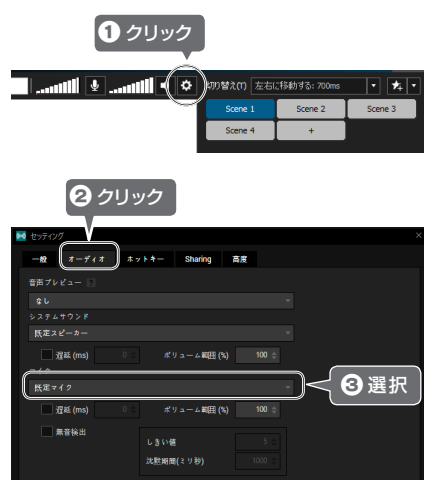 ① クリック
切り替え(T) 左右に移動する: 700ms
Scene 1 Scene 2 Scene 3
Scene 4 +
② クリック
セッティング ×
一般 オーディオ ホットキー Sharing 高度
音声プレビュー ?
なし
システムサウンド
既定スピーカー
遅延 (ms) 0 ボリューム範囲 (%) 100
マイク
既定マイク
③ 選択
遅延 (ms) 0 ボリューム範囲 (%) 100
無音検出
しきい値 5
沈黙期間(ミリ秒) 1000